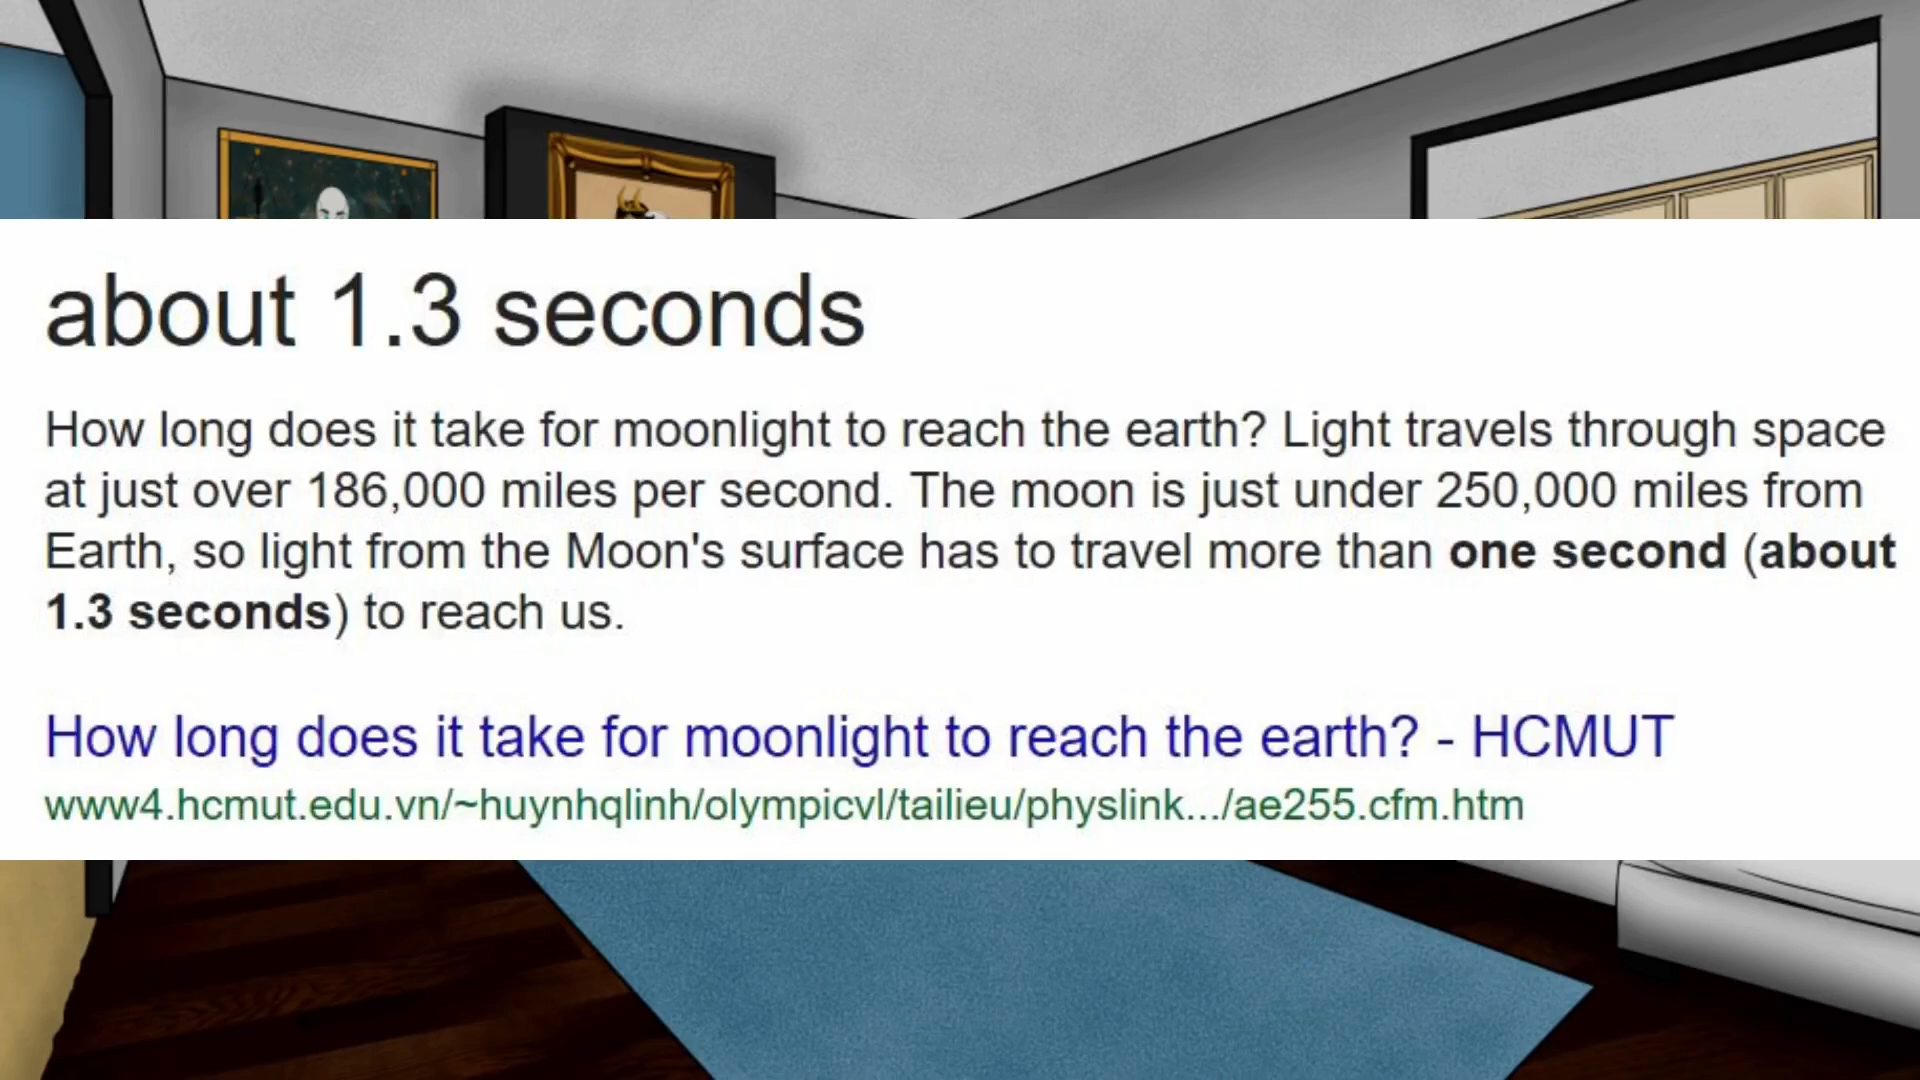 about 1.3 seconds
How long does it take for moonlight to reach the earth? Light travels through space
at just over 186,000 miles per second. The moon is just under 250,000 miles from
Earth, so light from the Moon's surface has to travel more than one second (about
1.3 seconds) to reach us.
How long does it take for moonlight to reach the earth? - HCMUT
www4.hcmut.edu.vn/~huynhqlinh/olympicvl/tailieu/physlink.../ae255.cfm.htm